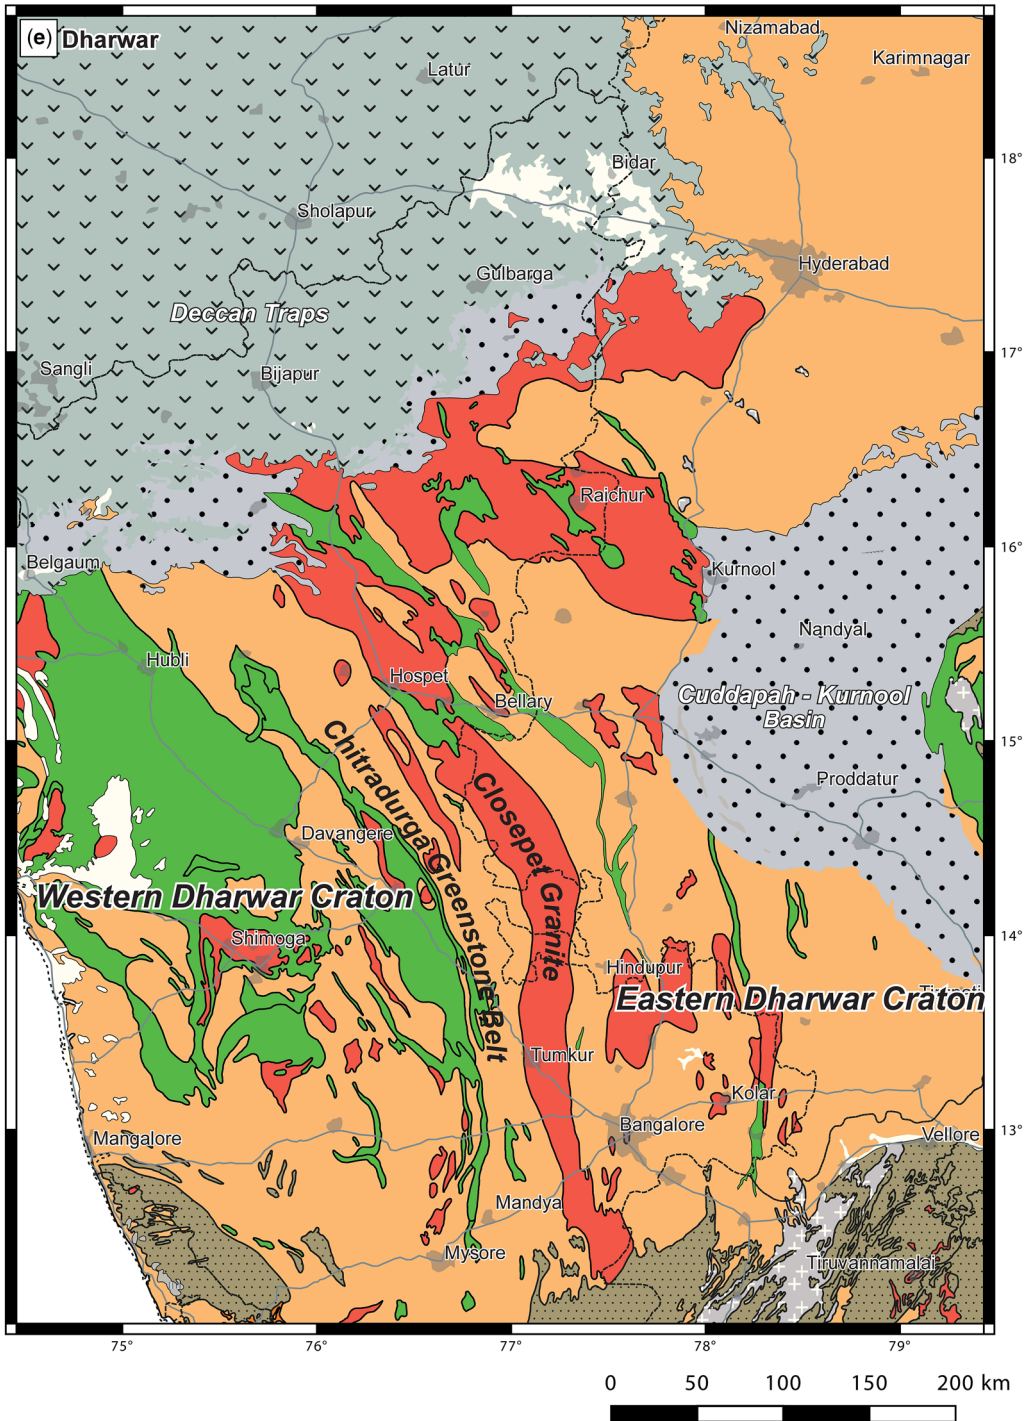 (e) Dharwar
Nizamabad
Karimnagar
Latur
18°
Bidar
Sholapur
Hyderabad
Gulbarga
Deccan Traps
17°
Sangli
Bijapur
Raichur
16°
Belgaum
Kurnool
Nandyal
Hubli
Hospet
Cuddapah - Kurnool
Basin
Bellary
15°
Chitradurga Greenstone Belt
Closepet Granite
Proddatur
Davangere
Western Dharwar Craton
14°
Shimoga
Hindupur
Tirupati
Eastern Dharwar Craton
Tumkur
Kolar
Bangalore
13°
Mangalore
Vellore
Mandya
Mysore
Tiruvannamalai
75° 76° 77° 78° 79°
0 50 100 150 200 km